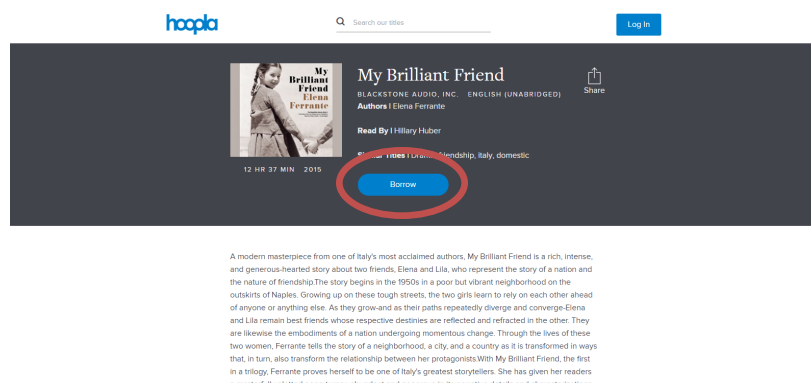 hoopla
Search our titles
Log In
My
Brilliant
Friend
Elena
Ferrante
My Brilliant Friend
BLACKSTONE AUDIO, INC. ENGLISH (UNABRIDGED)
Share
Authors | Elena Ferrante
Read By | Hillary Huber
Titles | friendship, italy, domestic
12 HR 37 MIN 2015
Borrow
A modern masterpiece from one of Italy's most acclaimed authors, My Brilliant Friend is a rich, intense,
and generous-hearted story about two friends, Elena and Lila, who represent the story of a nation and
the nature of friendship.The story begins in the 1950s in a poor but vibrant neighborhood on the
outskirts of Naples. Growing up on these tough streets, the two girls learn to rely on each other ahead
of anyone or anything else. As they grow-and as their paths repeatedly diverge and converge-Elena
and Lila remain best friends whose respective destinies are reflected and refracted in the other. They
are likewise the embodiments of a nation undergoing momentous change. Through the lives of these
two women, Ferrante tells the story of a neighborhood, a city, and a country as it is transformed in ways
that, in turn, also transform the relationship between her protagonists.With My Brilliant Friend, the first
in a trilogy, Ferrante proves herself to be one of Italy's greatest storytellers. She has given her readers